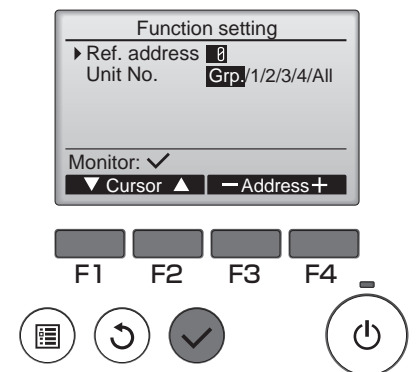 Function setting
Ref. address 0
Unit No. Grp./1/2/3/4/All
Monitor:
Cursor −Address+
F1 F2 F3 F4